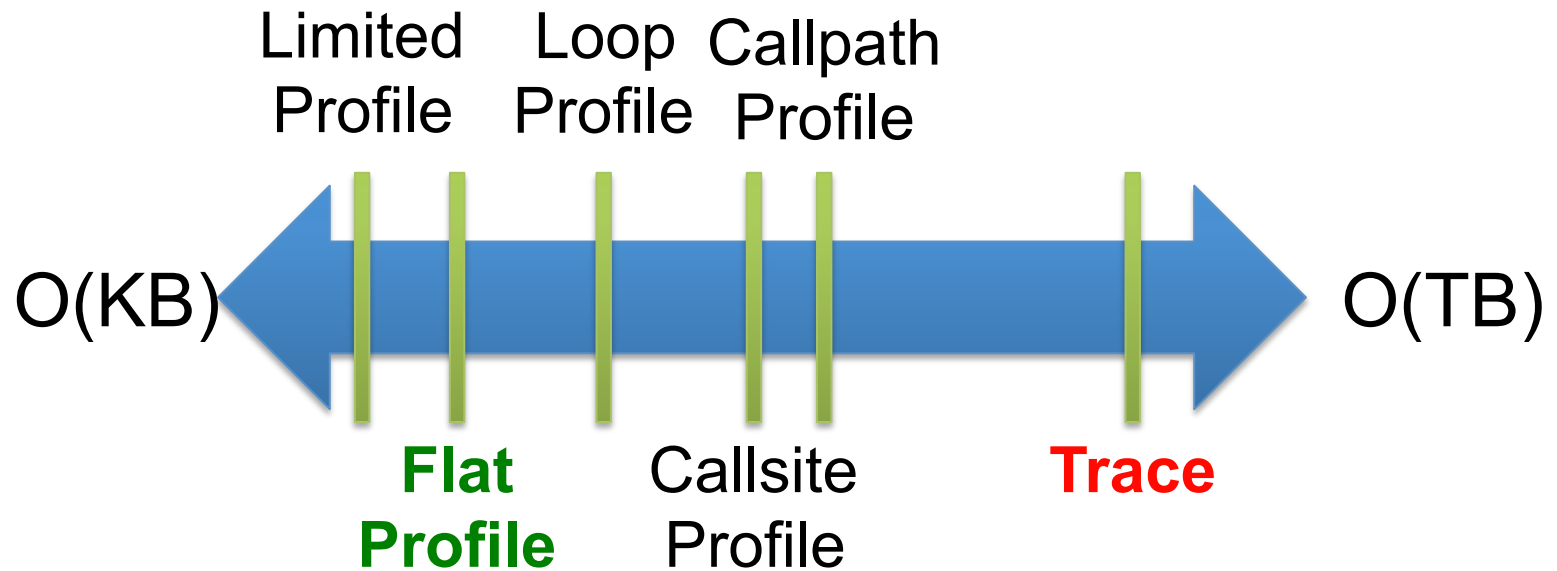 Limited
Profile
Loop
Profile
Callpath
Profile
O(KB)
O(TB)
Flat
Profile
Callsite
Profile
Trace